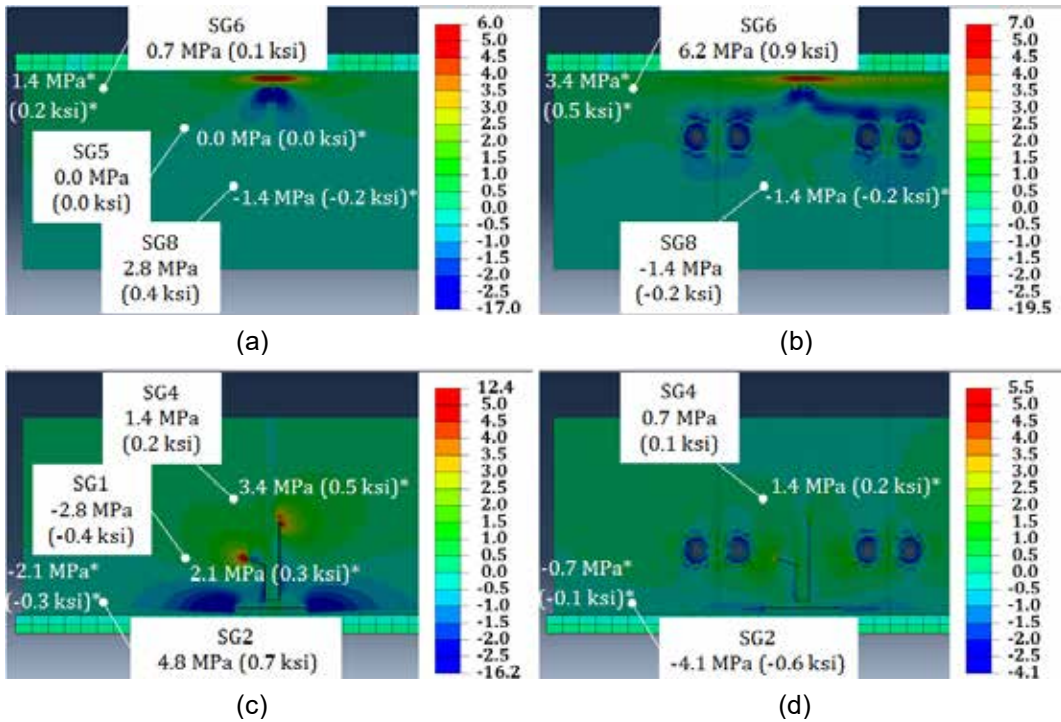 SG6
0.7 MPa (0.1 ksi)
1.4 MPa*
(0.2 ksi)*
0.0 MPa (0.0 ksi)*
SG5
0.0 MPa
(0.0 ksi)
-1.4 MPa (-0.2 ksi)*
SG8
2.8 MPa
(0.4 ksi)
6.0
5.0
4.5
4.0
3.5
3.0
2.5
2.0
1.5
1.0
0.5
0.0
-0.5
-1.0
-1.5
-2.0
-2.5
-17.0
(a)
SG6
6.2 MPa (0.9 ksi)
3.4 MPa*
(0.5 ksi)*
-1.4 MPa (-0.2 ksi)*
SG8
-1.4 MPa
(-0.2 ksi)
7.0
5.0
4.5
4.0
3.5
3.0
2.5
2.0
1.5
1.0
0.5
0.0
-0.5
-1.0
-1.5
-2.0
-2.5
-19.5
(b)
SG4
1.4 MPa
(0.2 ksi)
3.4 MPa (0.5 ksi)*
SG1
-2.8 MPa
(-0.4 ksi)
2.1 MPa (0.3 ksi)*
-2.1 MPa*
(-0.3 ksi)*
SG2
4.8 MPa (0.7 ksi)
12.4
5.0
4.5
4.0
3.5
3.0
2.5
2.0
1.5
1.0
0.5
0.0
-0.5
-1.0
-1.5
-2.0
-2.5
-16.2
(c)
SG4
0.7 MPa
(0.1 ksi)
1.4 MPa (0.2 ksi)*
-0.7 MPa*
(-0.1 ksi)*
SG2
-4.1 MPa (-0.6 ksi)
5.5
5.0
4.5
4.0
3.5
3.0
2.5
2.0
1.5
1.0
0.5
0.0
-0.5
-1.0
-1.5
-2.0
-2.5
-4.1
(d)